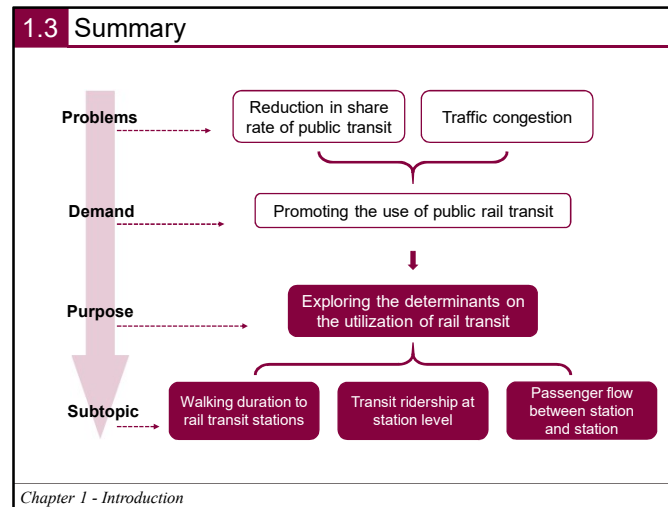 1.3 Summary
Problems
Reduction in share
rate of public transit
Traffic congestion
Demand
Promoting the use of public rail transit
Purpose
Exploring the determinants on
the utilization of rail transit
Subtopic
Walking duration to
rail transit stations
Transit ridership at
station level
Passenger flow
between station
and station
Chapter 1 - Introduction